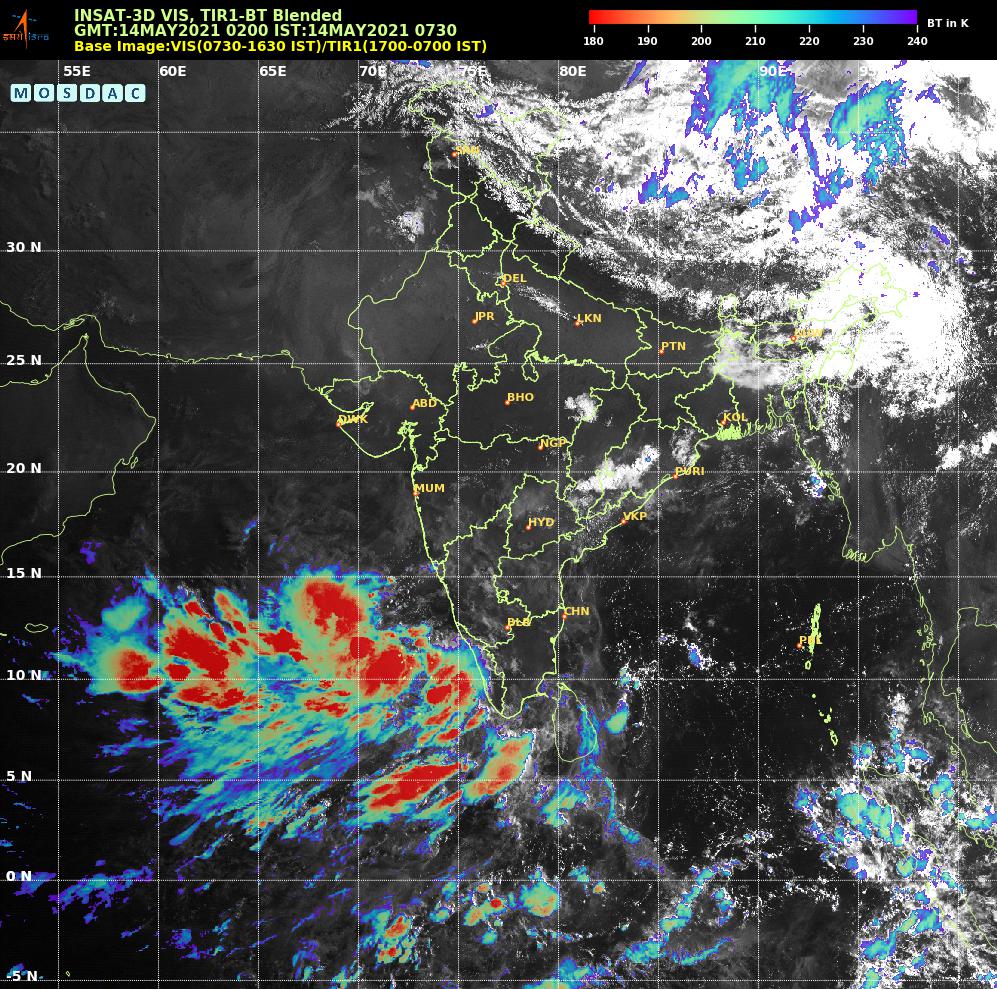 INSAT-3D VIS, TIR1-BT Blended
GMT:14MAY2021 0200 IST:14MAY2021 0730
Base Image:VIS(0730-1630 IST)/TIR1(1700-0700 IST)
BT in K
180 190 200 210 220 230 240
55E 60E 65E 70E 75E 80E 90E 95
MOSDAC
SRN
30 N
DEL
JPR LKN
PTN
25 N
ABD BHO
DWK KOL
NGP
20 N PURI
MUM
HYD VKP
15 N
BLR CHN
10 N
5 N
0 N
-5 N